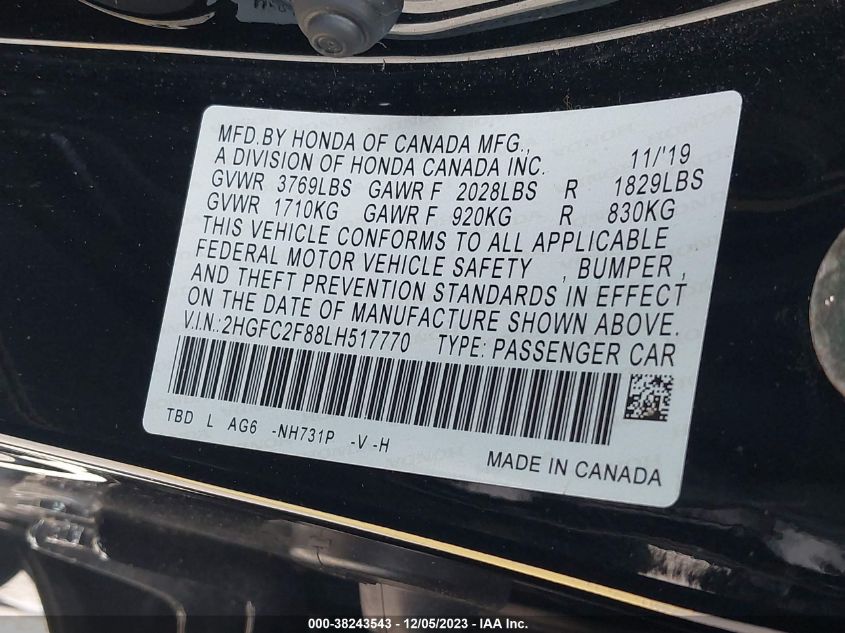 MFD.BY HONDA OF CANADA MFG.,
A DIVISION OF HONDA CANADA INC. 11/'19
GVWR 3769LBS GAWR F 2028LBS R 1829LBS
GVWR 1710KG GAWR F 920KG R 830KG
THIS VEHICLE CONFORMS TO ALL APPLICABLE
FEDERAL MOTOR VEHICLE SAFETY , BUMPER ,
AND THEFT PREVENTION STANDARDS IN EFFECT
ON THE DATE OF MANUFACTURE SHOWN ABOVE.
V.I.N.:2HGFC2F88LH517770 TYPE: PASSENGER CAR
TBD L AG6 -NH731P -V -H
MADE IN CANADA
000-38243543 - 12/05/2023 - IAA Inc.